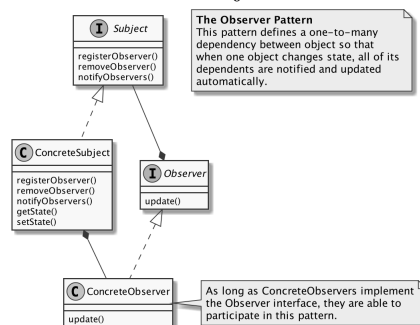 I Subject
registerObserver()
removeObserver()
notifyObservers()
The Observer Pattern
This pattern defines a one-to-many
dependency between object so that
when one object changes state, all of its
dependents are notified and updated
automatically.
C ConcreteSubject
registerObserver()
removeObserver()
notifyObservers()
getState()
setState()
I Observer
update()
C ConcreteObserver
update()
As long as ConcreteObservers implement
the Observer interface, they are able to
participate in this pattern.